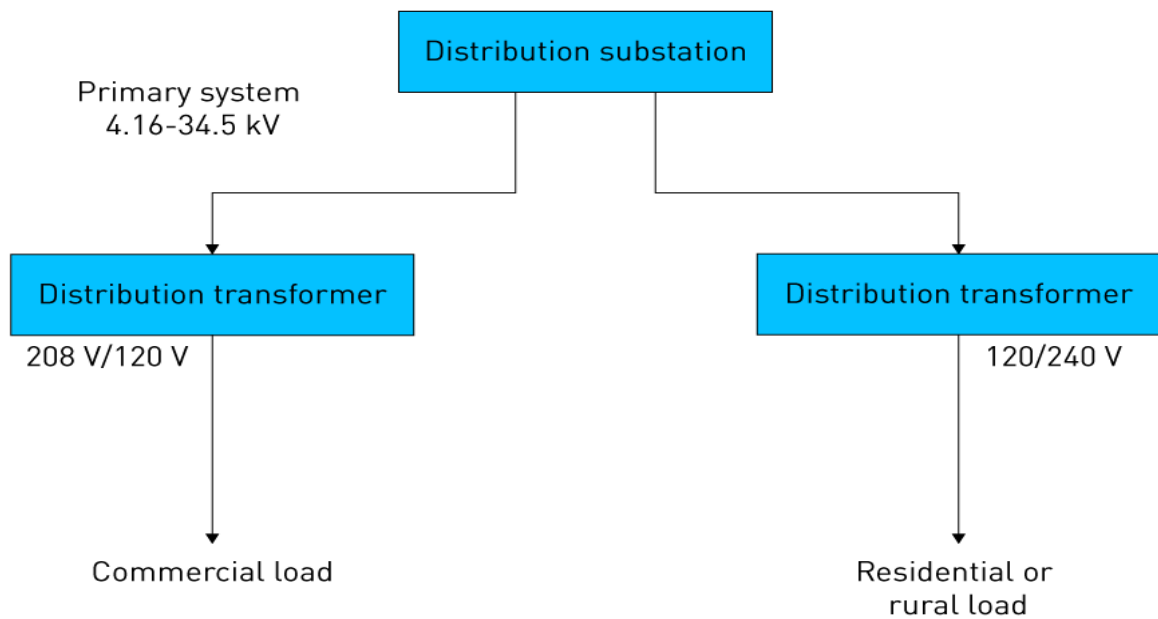 Distribution substation
Primary system
4.16-34.5 kV
Distribution transformer
Distribution transformer
208 V/120 V
120/240 V
Commercial load
Residential or
rural load